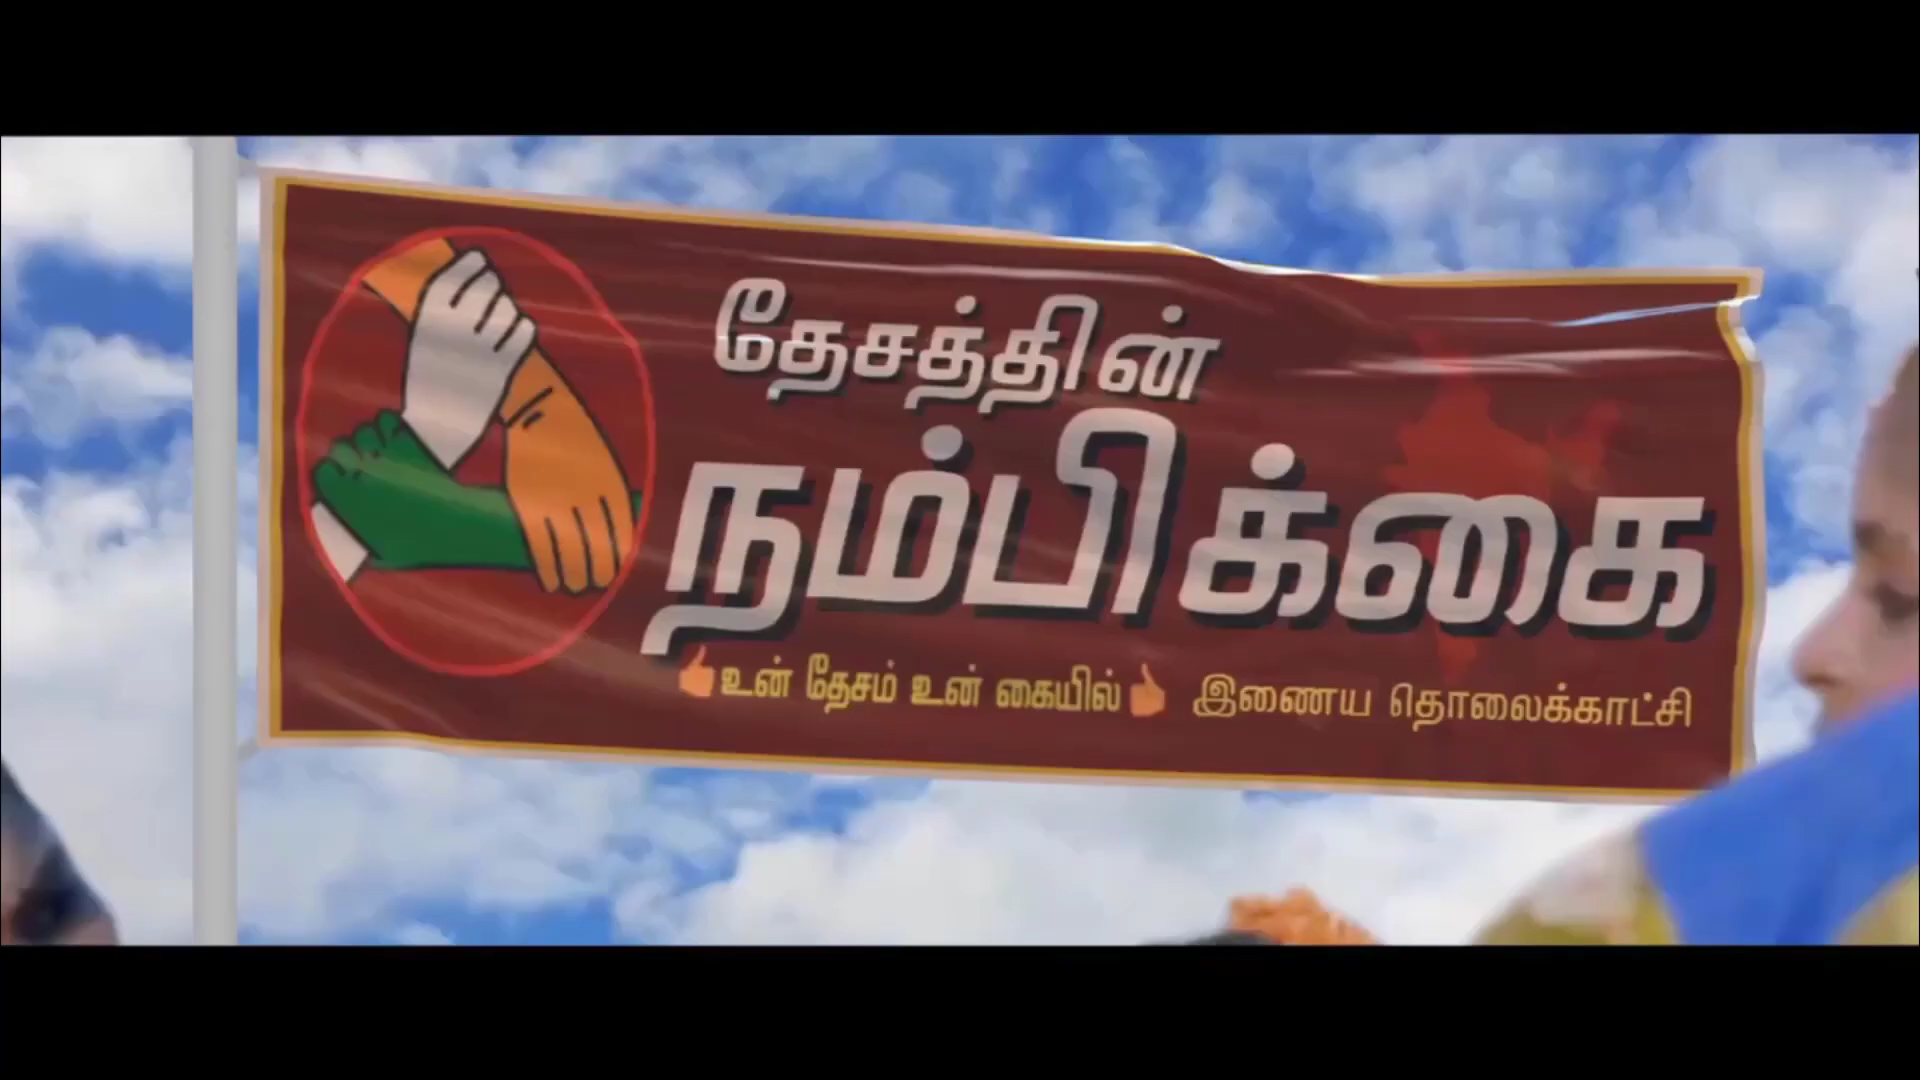 தேசத்தின்
நம்பிக்கை
உன் தேசம் உன் கையில் இணைய தொலைக்காட்சி